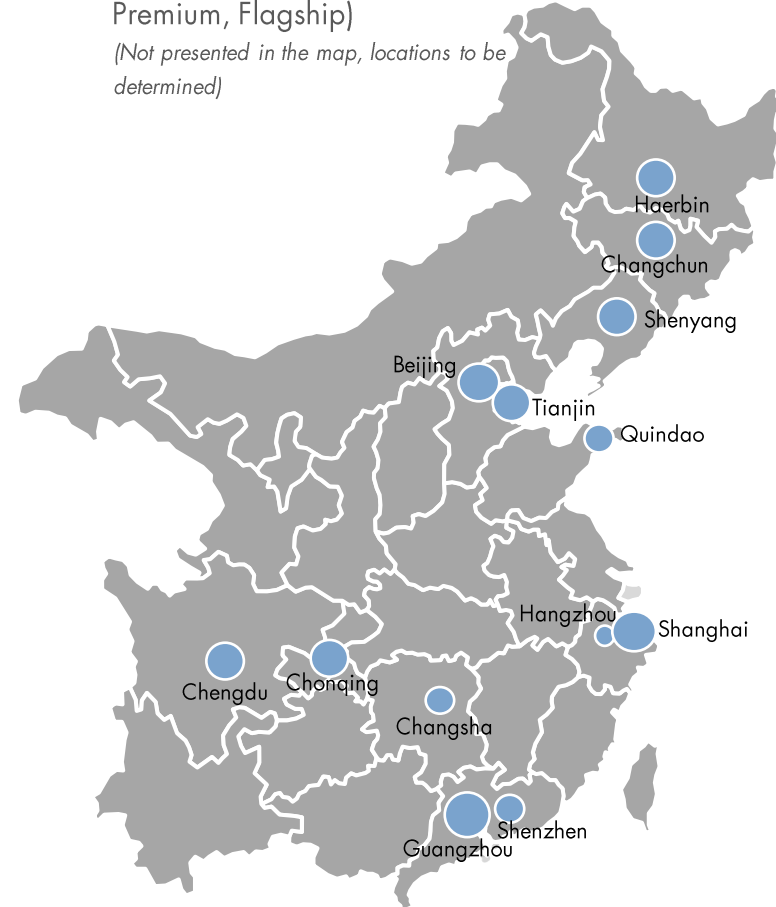 Premium, Flagship)
(Not presented in the map, locations to be
determined)
Haerbin
Changchun
Shenyang
Beijing
Tianjin
Quindao
Hangzhou
Shanghai
Chengdu
Chonqing
Changsha
Shenzhen
Guangzhou